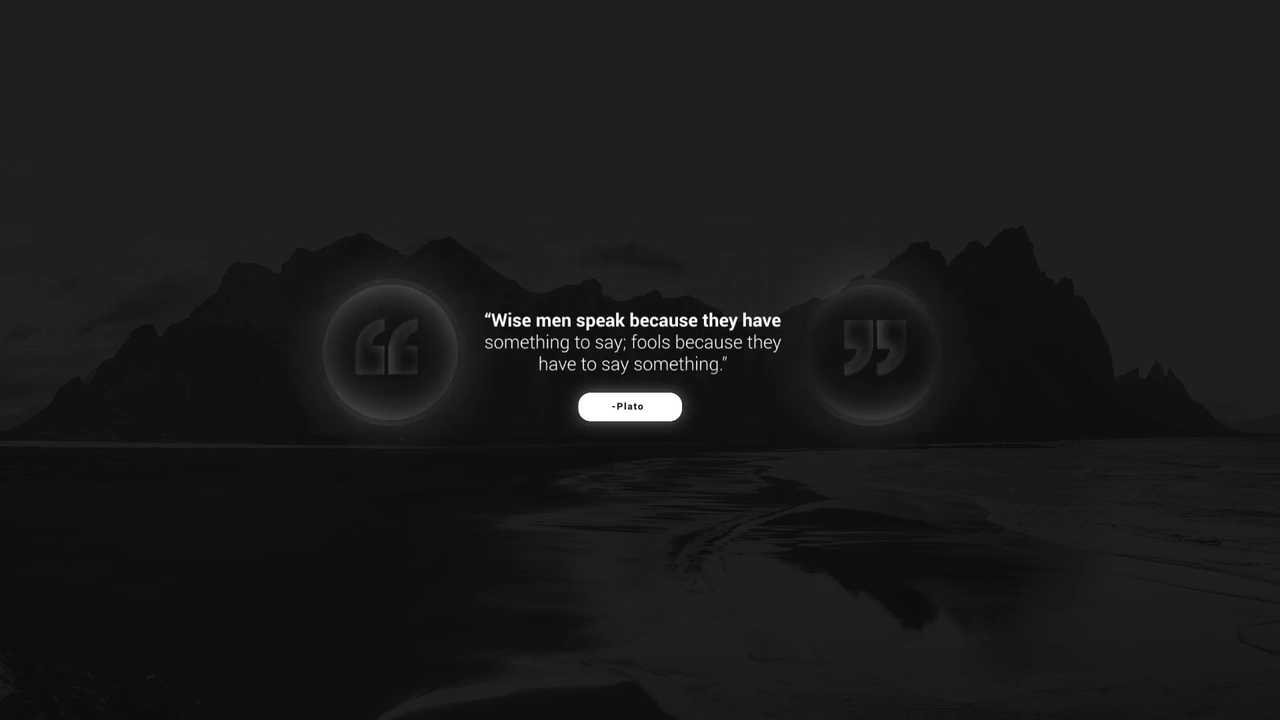 “Wise men speak because they have
something to say; fools because they
have to say something.”
-Plato